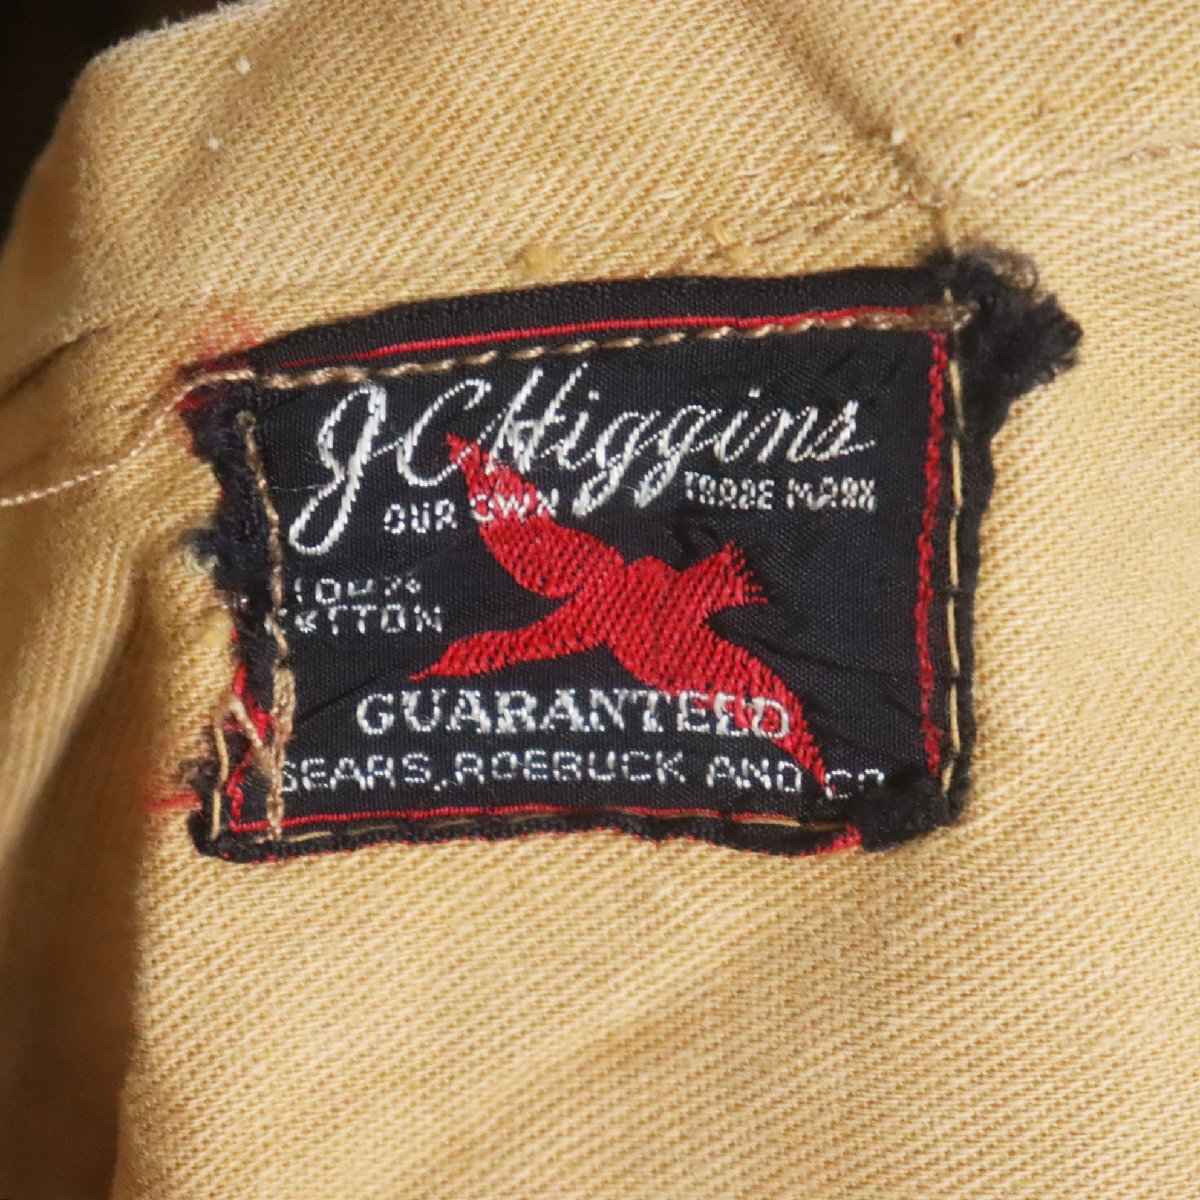 J.C. Higgins
OUR OWN TRADE MARK
100%
COTTON
GUARANTEED
SEARS, ROEBUCK AND CO.